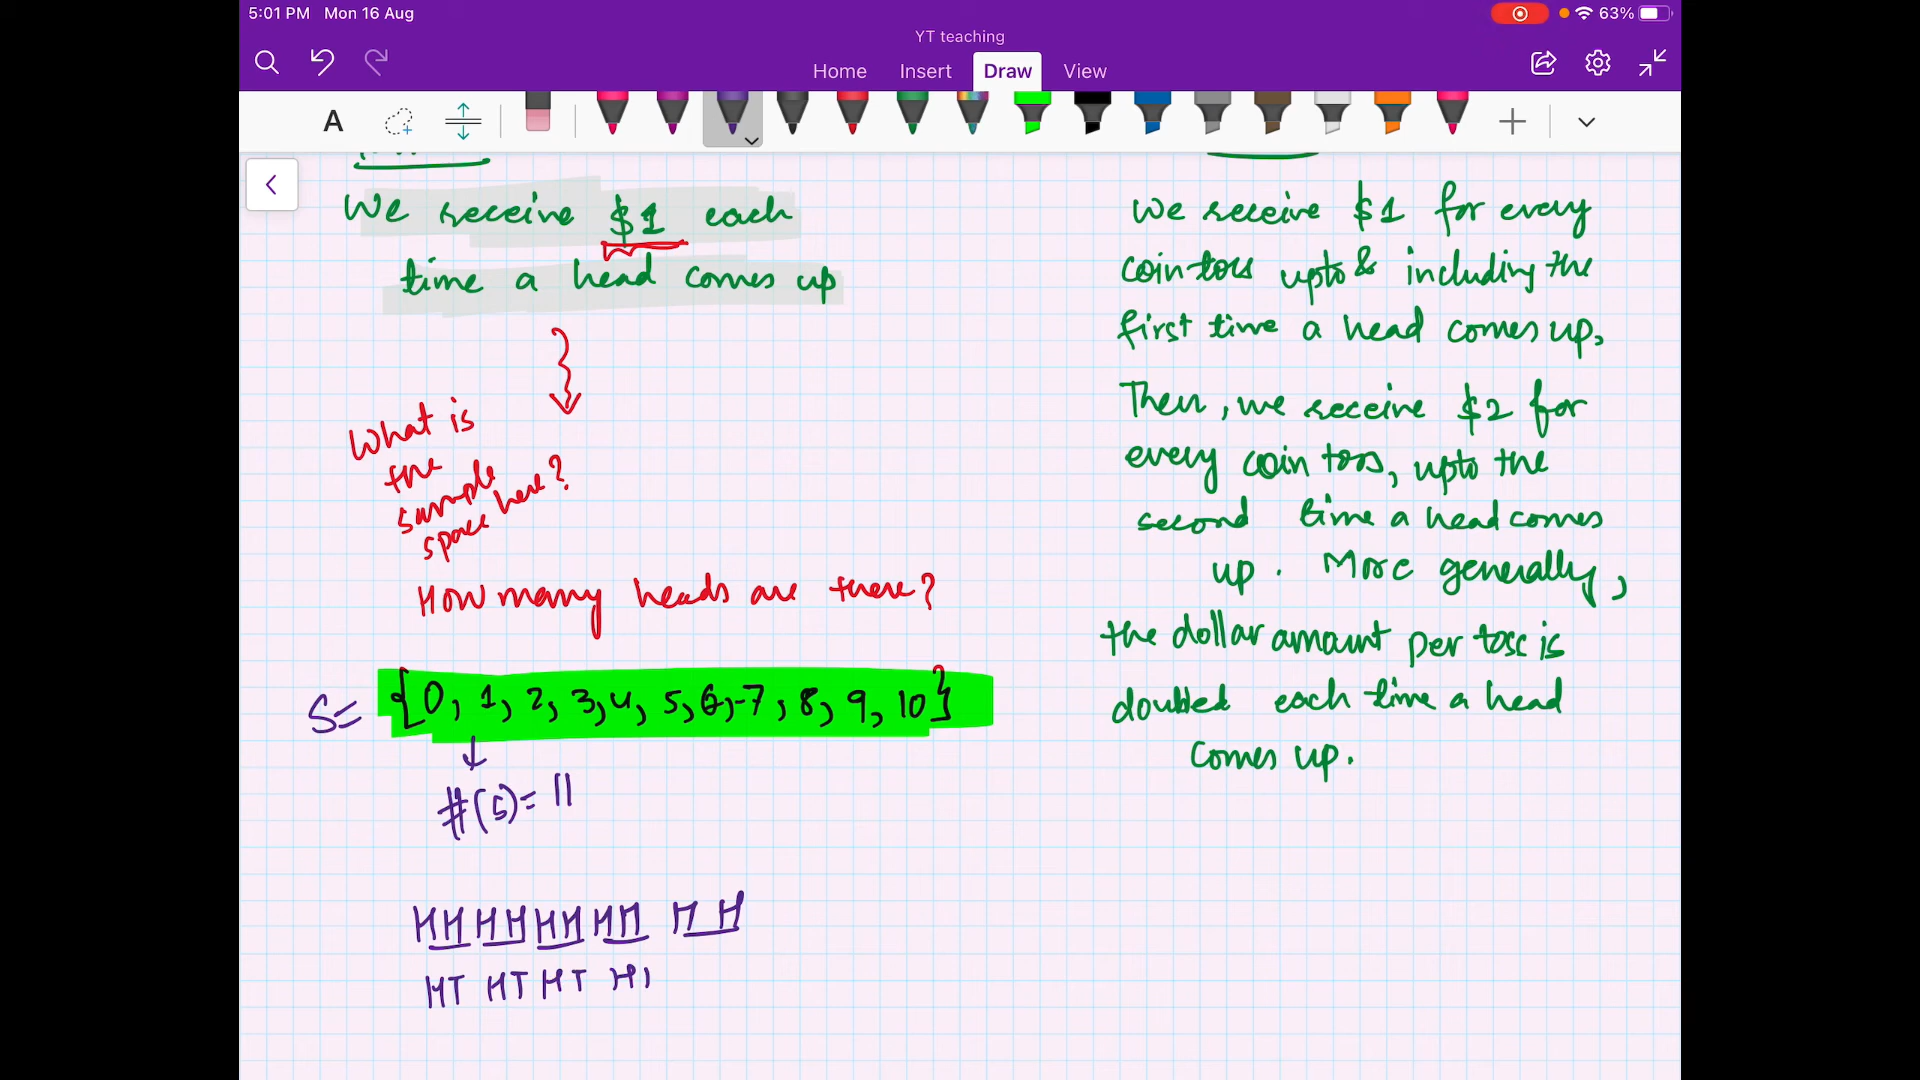 5:01 PM Mon 16 Aug
63%
YT teaching
Home Insert Draw View
A
We receive $1 each
time a head comes up
What is
the
sample
space here?
How many heads are there?
S= {0, 1, 2, 3, 4, 5, 6, 7, 8, 9, 10}
#(S)= 11
HH HH HH HH H H
HT HT HT H
We receive $1 for every
coin toss upto & including the
first time a head comes up,
Then, we receive $2 for
every coin toss, upto the
second time a head comes
up. More generally,
the dollar amount per toss is
doubled each time a head
comes up.